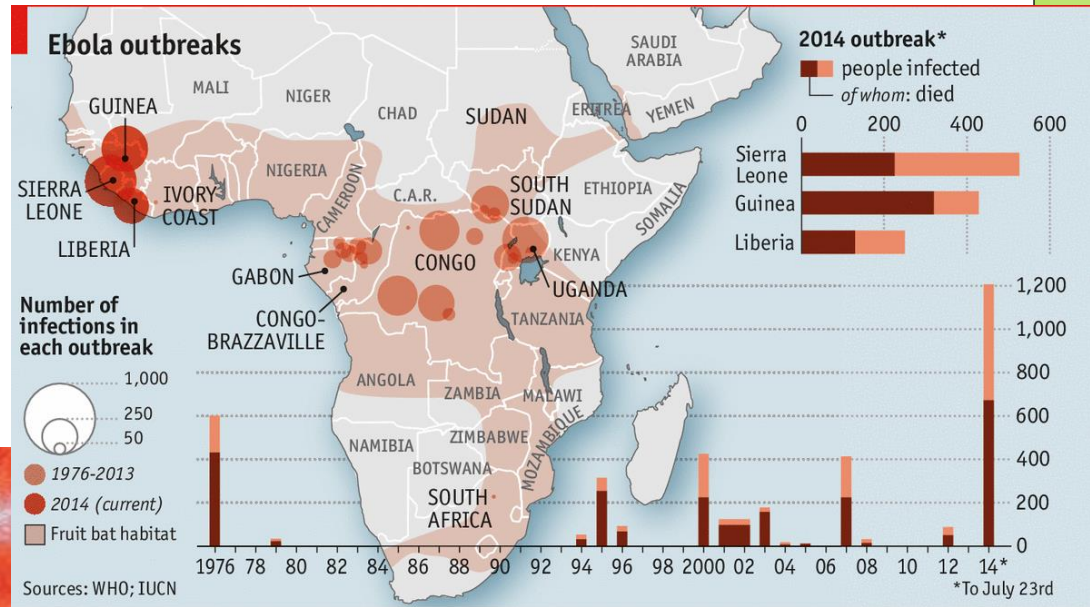 Ebola outbreaks
2014 outbreak*
people infected
of whom: died
0 200 400 600
Sierra
Leone
Guinea
Liberia
GUINEA
SIERRA
LEONE
LIBERIA
IVORY
COAST
MALI
NIGER
CHAD
NIGERIA
CAMEROON
C.A.R.
SUDAN
SOUTH
SUDAN
ERITREA
SAUDI
ARABIA
YEMEN
ETHIOPIA
SOMALIA
KENYA
UGANDA
CONGO
GABON
CONGO-
BRAZZAVILLE
TANZANIA
ANGOLA
ZAMBIA
MALAWI
MOZAMBIQUE
ZIMBABWE
NAMIBIA
BOTSWANA
SOUTH
AFRICA
Number of
infections in
each outbreak
1,000
250
50
1976-2013
2014 (current)
Fruit bat habitat
1,200
1,000
800
600
400
200
0
1976 78 80 82 84 86 88 90 92 94 96 98 2000 02 04 06 08 10 12 14*
Sources: WHO; IUCN
*To July 23rd